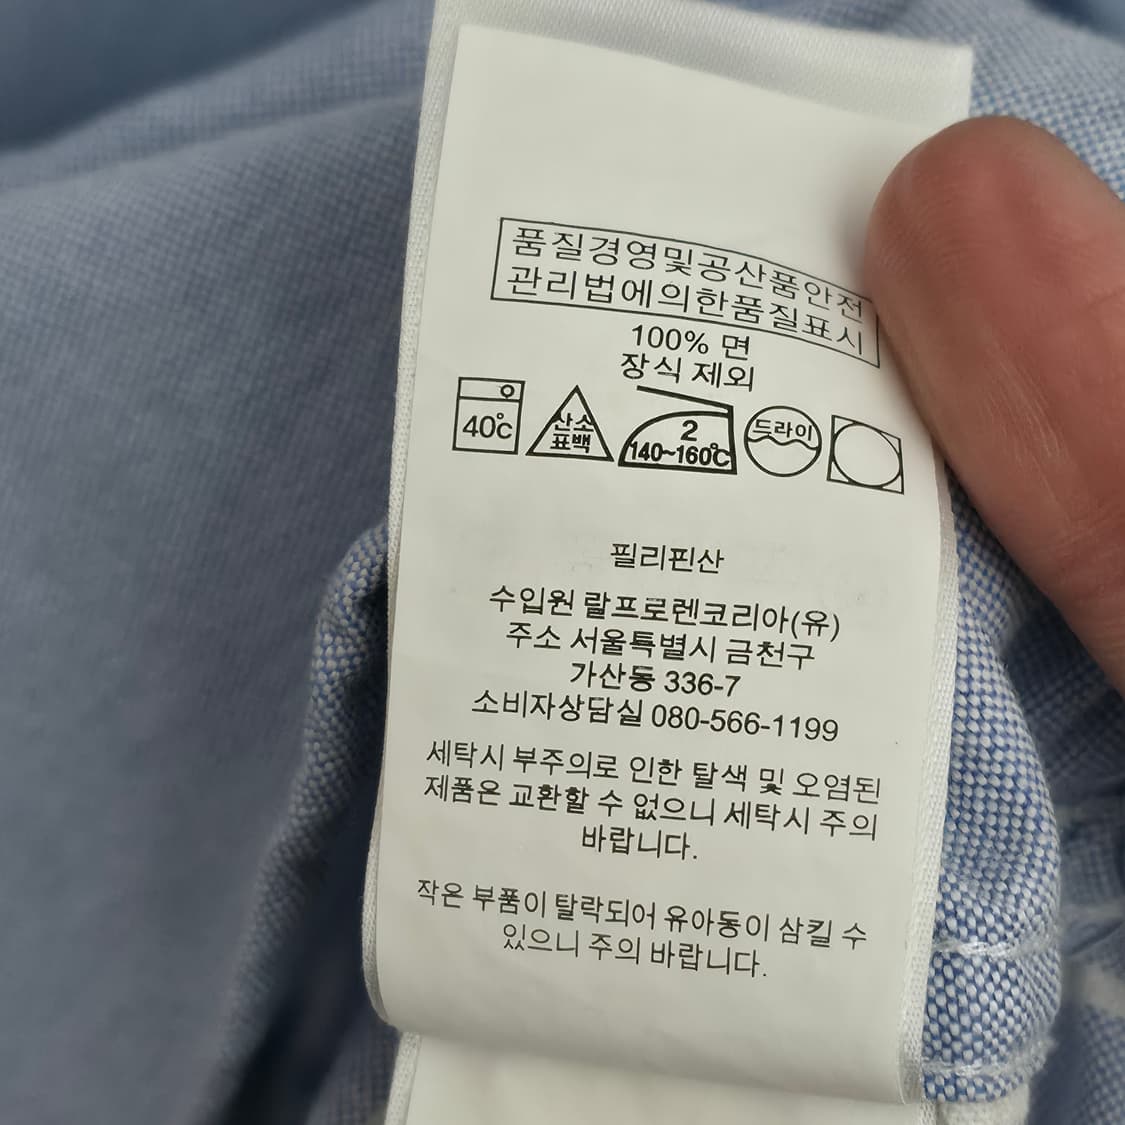 품질경영및공산품안전
관리법에의한품질표시
100% 면
장식 제외
40℃
산소
표백
2
140~160℃
드라이
필리핀산
수입원 랄프로렌코리아(유)
주소 서울특별시 금천구
가산동 336-7
소비자상담실 080-566-1199
세탁시 부주의로 인한 탈색 및 오염된
제품은 교환할 수 없으니 세탁시 주의
바랍니다.
작은 부품이 탈락되어 유아동이 삼킬 수
있으니 주의 바랍니다.